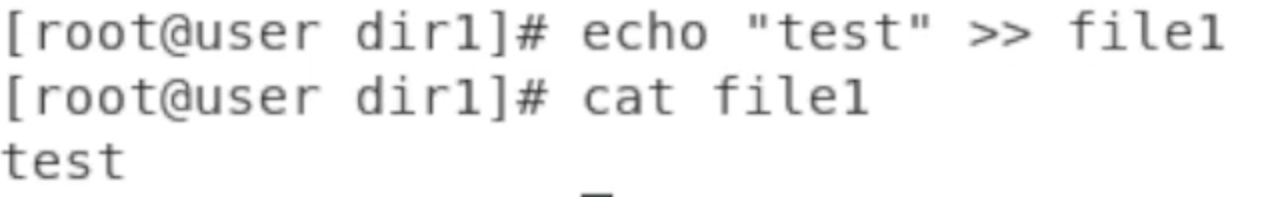 [root@user dir1]# echo "test" >> file1
[root@user dir1]# cat file1
test